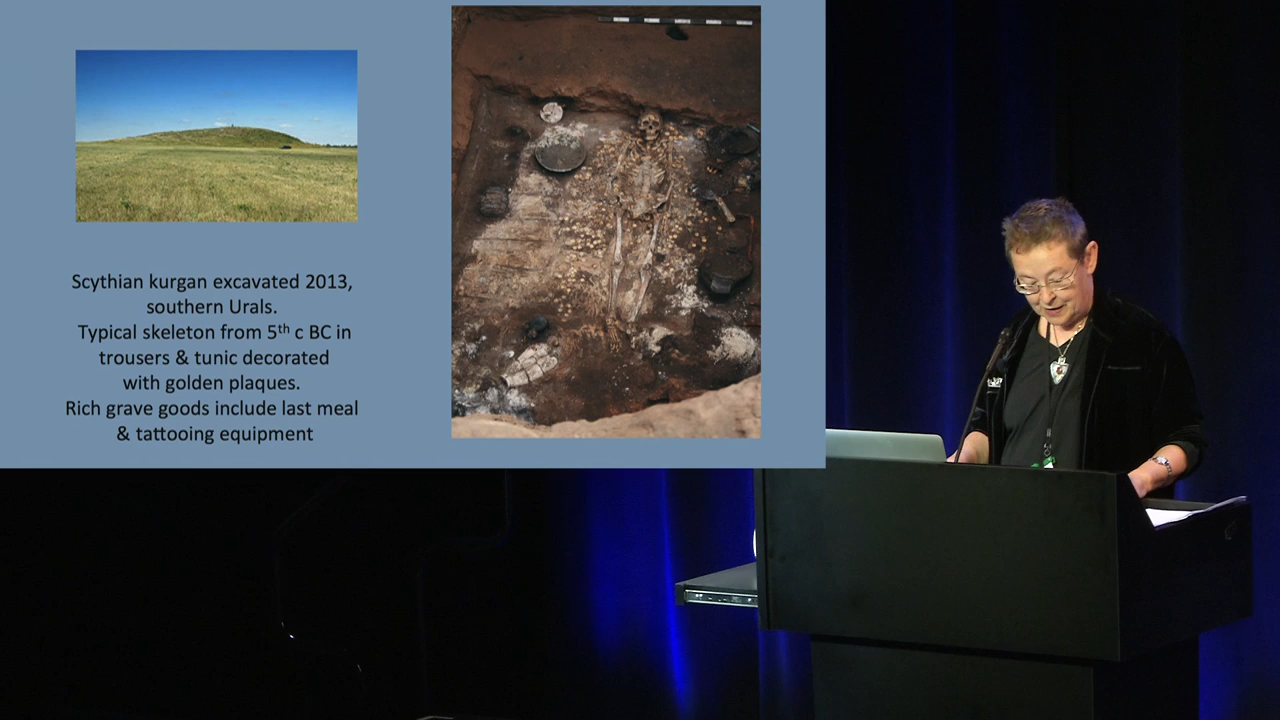 Scythian kurgan excavated 2013,
southern Urals.
Typical skeleton from 5th c BC in
trousers & tunic decorated
with golden plaques.
Rich grave goods include last meal
& tattooing equipment